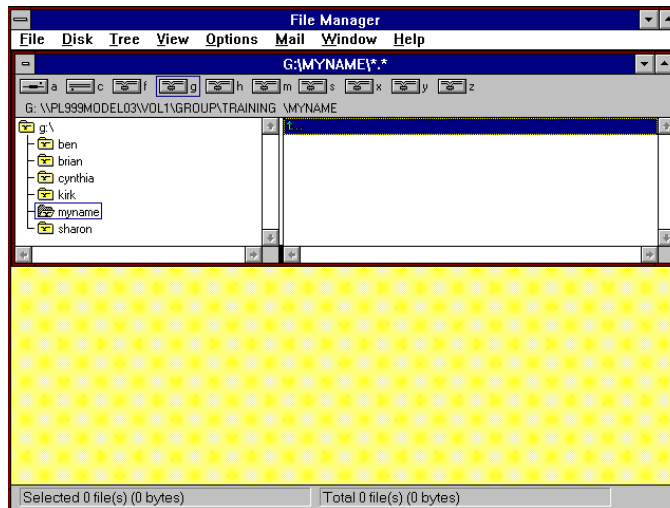 File Manager
File Disk Tree View Options Mail Window Help
G:\MYNAME\*.*
a c f g h m s x y z
G: \\PL999MODEL03\VOL1\GROUP\TRAINING \MYNAME
g:\
ben
brian
cynthia
kirk
myname
sharon
..
Selected 0 file(s) (0 bytes) Total 0 file(s) (0 bytes)